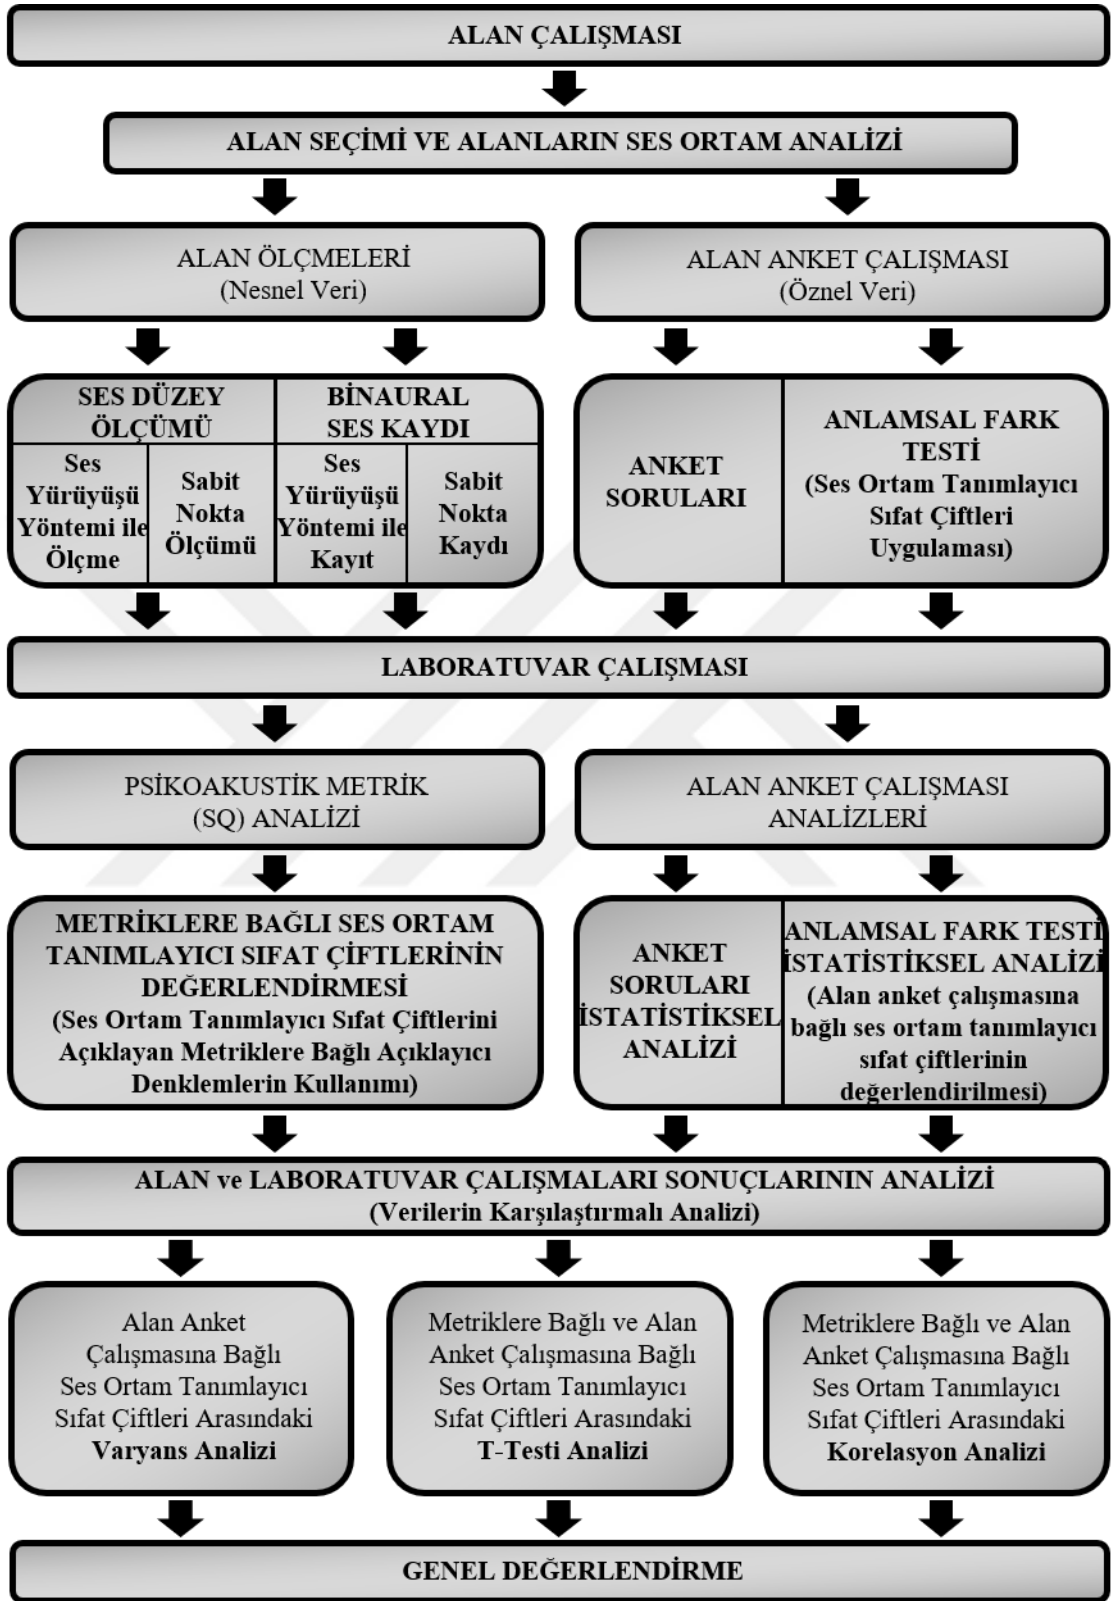 ALAN ÇALIŞMASI
ALAN SEÇİMİ VE ALANLARIN SES ORTAM ANALİZİ
ALAN ÖLÇMELERİ
(Nesnel Veri)
ALAN ANKET ÇALIŞMASI
(Öznel Veri)
SES DÜZEY
ÖLÇÜMÜ
BİNAURAL
SES KAYDI
Ses
Yürüyüşü
Yöntemi ile
Ölçme
Sabit
Nokta
Ölçümü
Ses
Yürüyüşü
Yöntemi ile
Kayıt
Sabit
Nokta
Kaydı
ANKET
SORULARI
ANLAMSAL FARK
TESTİ
(Ses Ortam Tanımlayıcı
Sıfat Çiftleri
Uygulaması)
LABORATUVAR ÇALIŞMASI
PSİKOAKUSTİK METRİK
(SQ) ANALİZİ
ALAN ANKET ÇALIŞMASI
ANALİZLERİ
METRİKLERE BAĞLI SES ORTAM
TANIMLAYICI SIFAT ÇİFTLERİNİN
DEĞERLENDİRMESİ
(Ses Ortam Tanımlayıcı Sıfat Çiftlerini
Açıklayan Metriklere Bağlı Açıklayıcı
Denklemlerin Kullanımı)
ANKET
SORULARI
İSTATİSTİKSEL
ANALİZİ
ANLAMSAL FARK TESTİ
İSTATİSTİKSEL ANALİZİ
(Alan anket çalışmasına
bağlı ses ortam tanımlayıcı
sıfat çiftlerinin
değerlendirilmesi)
ALAN ve LABORATUVAR ÇALIŞMALARI SONUÇLARININ ANALİZİ
(Verilerin Karşılaştırmalı Analizi)
Alan Anket
Çalışmasına Bağlı
Ses Ortam Tanımlayıcı
Sıfat Çiftleri Arasındaki
Varyans Analizi
Metriklere Bağlı ve Alan
Anket Çalışmasına Bağlı
Ses Ortam Tanımlayıcı
Sıfat Çiftleri Arasındaki
T-Testi Analizi
Metriklere Bağlı ve Alan
Anket Çalışmasına Bağlı
Ses Ortam Tanımlayıcı
Sıfat Çiftleri Arasındaki
Korelasyon Analizi
GENEL DEĞERLENDİRME